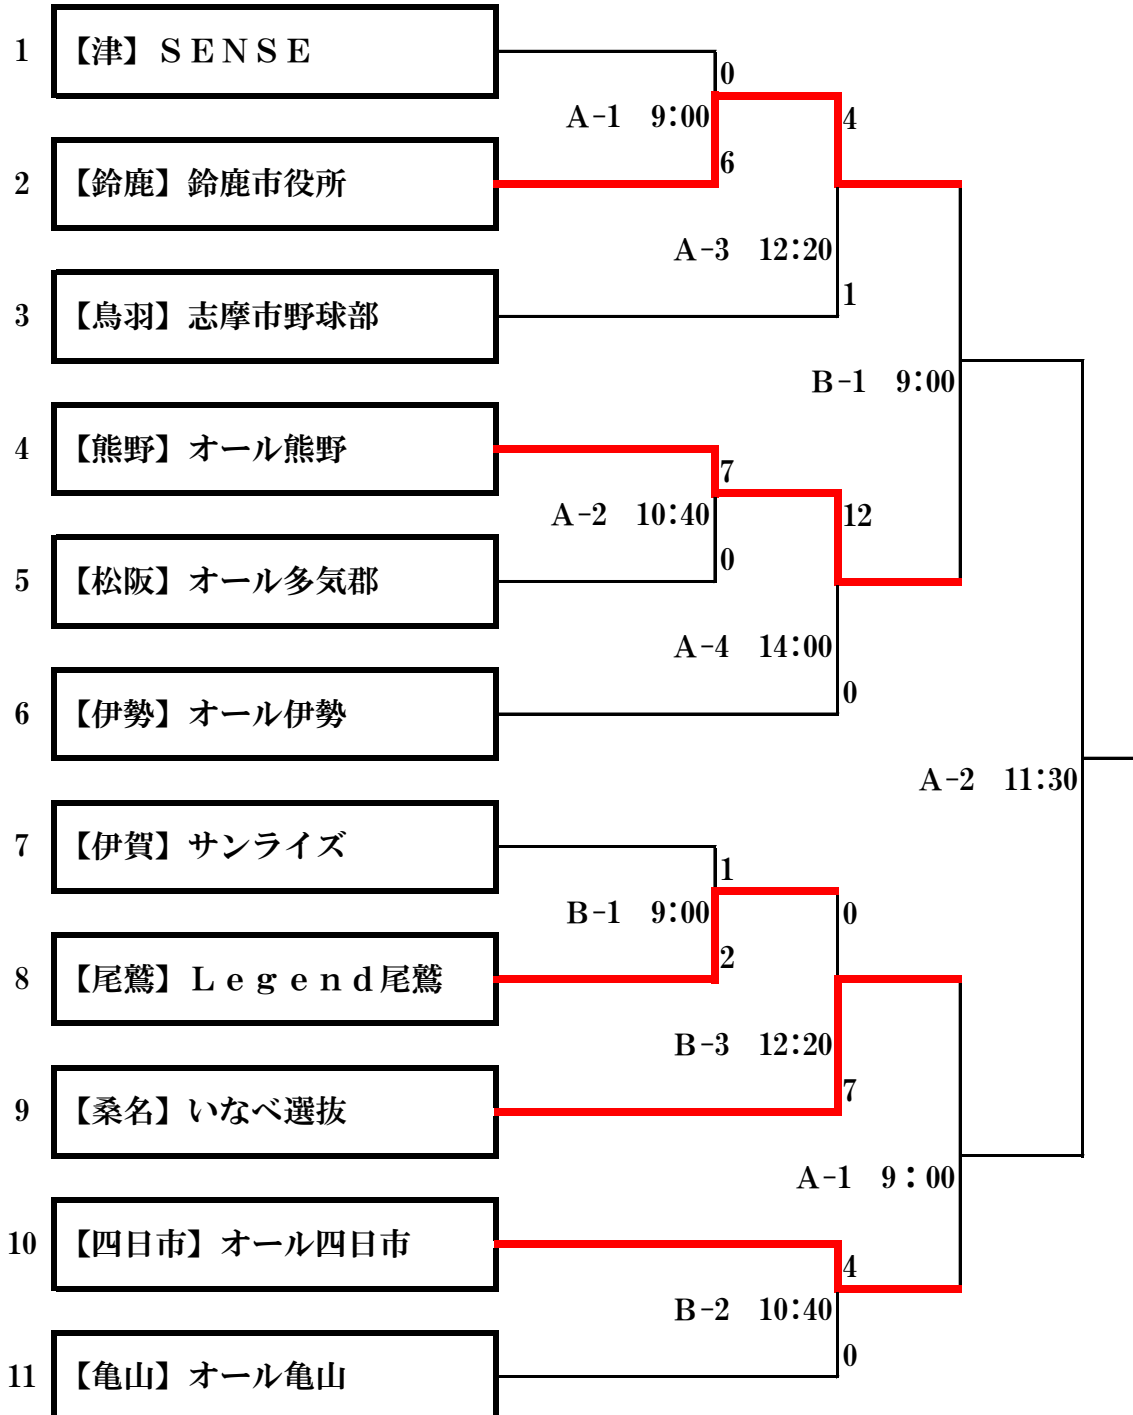 1 【津】ＳＥＮＳＥ
0
A-1 9:00
4
6
2 【鈴鹿】鈴鹿市役所
A-3 12:20
1
3 【鳥羽】志摩市野球部
B-1 9:00
4 【熊野】オール熊野
7
A-2 10:40
12
0
5 【松阪】オール多気郡
A-4 14:00
0
6 【伊勢】オール伊勢
A-2 11:30
7 【伊賀】サンライズ
1
B-1 9:00
0
2
8 【尾鷲】Ｌｅｇｅｎｄ尾鷲
B-3 12:20
7
9 【桑名】いなべ選抜
A-1 9：00
10 【四日市】オール四日市
4
B-2 10:40
0
11 【亀山】オール亀山